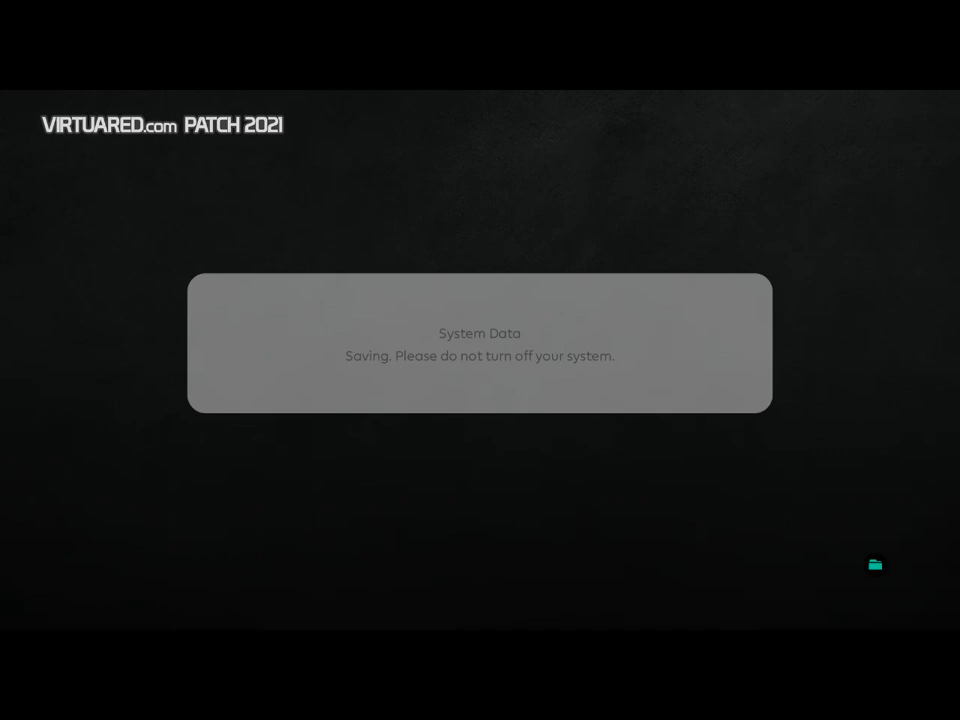 VIRTUARED.com PATCH 2021
System Data
Saving. Please do not turn off your system.